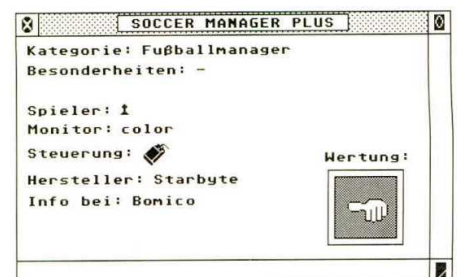 SOCCER MANAGER PLUS
Kategorie: Fußballmanager
Besonderheiten: –
Spieler: 1
Monitor: color
Steuerung:
Wertung:
Hersteller: Starbyte
Info bei: Bomico